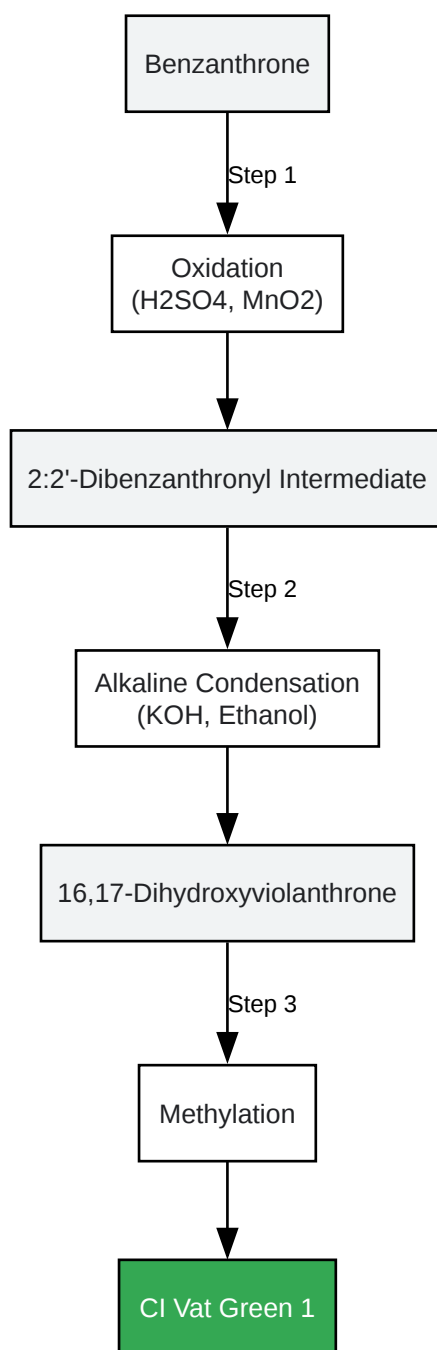 Benzanthrone
Step 1
Oxidation
(H2SO4, MnO2)
2:2'-Dibenzanthronyl Intermediate
Step 2
Alkaline Condensation
(KOH, Ethanol)
16,17-Dihydroxyviolanthrone
Step 3
Methylation
CI Vat Green 1